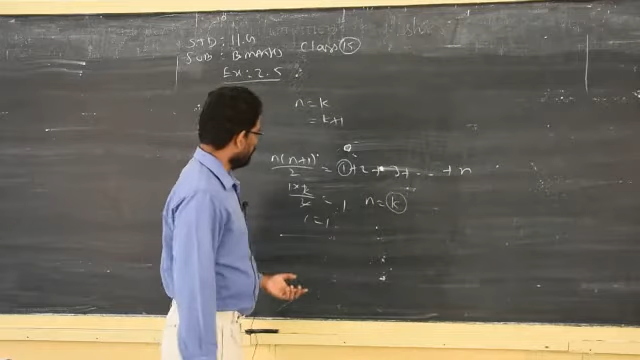 STD : 11.G
SUB : B maths Class 15
Ex : 2.5
n = k
= k+1
n(n+1)/2 = 1+2+3+ ... + n
1×2/2 = 1 n = k
1 = 1